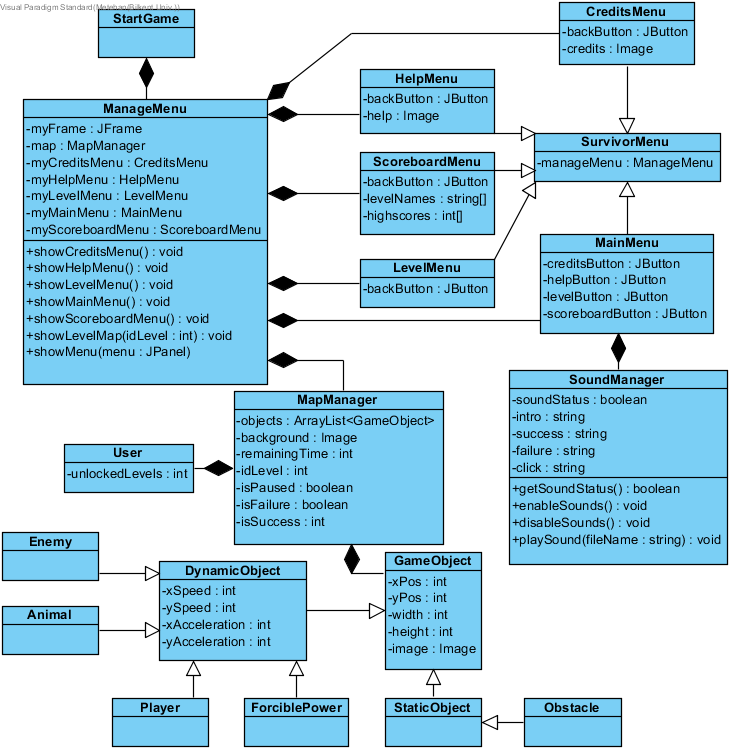 Visual Paradigm Standard(Metehan(Bilkent Univ.))
StartGame
CreditsMenu
-backButton : JButton
-credits : Image
HelpMenu
-backButton : JButton
-help : Image
ManageMenu
-myFrame : JFrame
-map : MapManager
-myCreditsMenu : CreditsMenu
-myHelpMenu : HelpMenu
-myLevelMenu : LevelMenu
-myMainMenu : MainMenu
-myScoreboardMenu : ScoreboardMenu
+showCreditsMenu() : void
+showHelpMenu() : void
+showLevelMenu() : void
+showMainMenu() : void
+showScoreboardMenu() : void
+showLevelMap(idLevel : int) : void
+showMenu(menu : JPanel)
SurvivorMenu
-manageMenu : ManageMenu
ScoreboardMenu
-backButton : JButton
-levelNames : string[]
-highscores : int[]
LevelMenu
-backButton : JButton
MainMenu
-creditsButton : JButton
-helpButton : JButton
-levelButton : JButton
-scoreboardButton : JButton
SoundManager
-soundStatus : boolean
-intro : string
-success : string
-failure : string
-click : string
+getSoundStatus() : boolean
+enableSounds() : void
+disableSounds() : void
+playSound(fileName : string) : void
MapManager
-objects : ArrayList<GameObject>
-background : Image
-remainingTime : int
-idLevel : int
-isPaused : boolean
-isFailure : boolean
-isSuccess : int
User
-unlockedLevels : int
Enemy
Animal
DynamicObject
-xSpeed : int
-ySpeed : int
-xAcceleration : int
-yAcceleration : int
GameObject
-xPos : int
-yPos : int
-width : int
-height : int
-image : Image
Player
ForciblePower
StaticObject
Obstacle